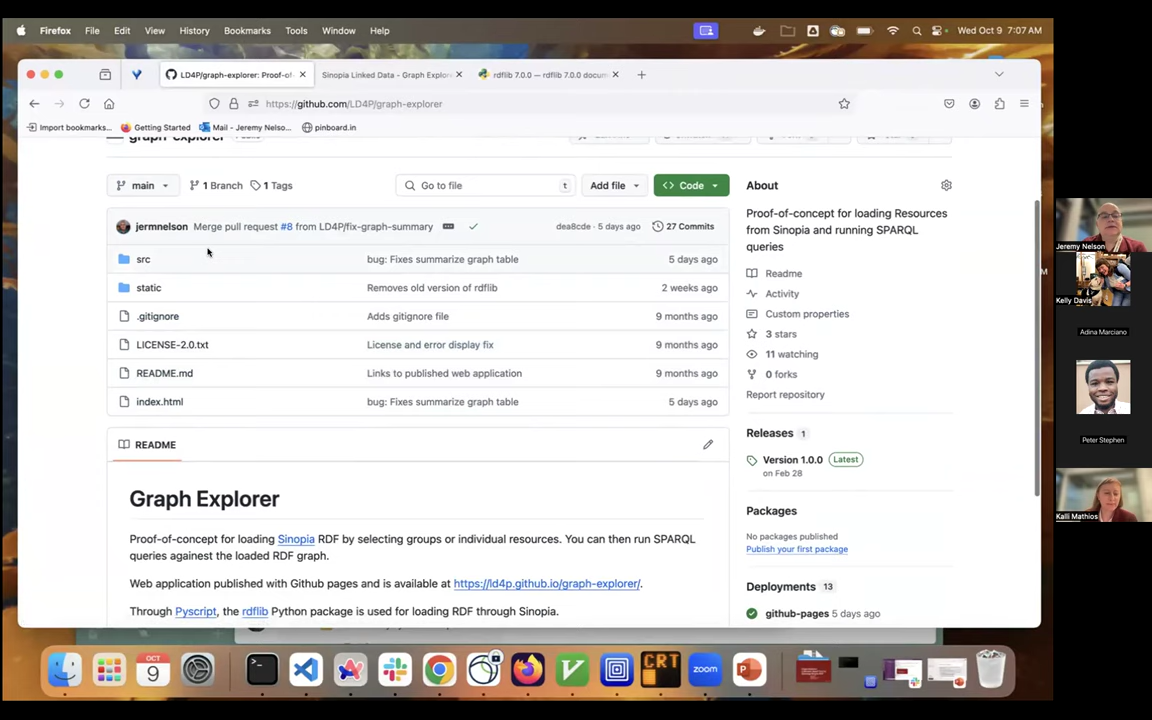 Firefox File Edit View History Bookmarks Tools Window Help Wed Oct 9 7:07 AM
LD4P/graph-explorer: Proof-o Sinopia Linked Data - Graph Explor rdflib 7.0.0 — rdflib 7.0.0 docum
https://github.com/LD4P/graph-explorer
Import bookmarks... Getting Started Mail - Jeremy Nelso... pinboard.in
graph-explorer
main 1 Branch 1 Tags Go to file t Add file Code
jermnelson Merge pull request #8 from LD4P/fix-graph-summary dea8cde · 5 days ago 27 Commits
src bug: Fixes summarize graph table 5 days ago
static Removes old version of rdflib 2 weeks ago
.gitignore Adds gitignore file 9 months ago
LICENSE-2.0.txt License and error display fix 9 months ago
README.md Links to published web application 9 months ago
index.html bug: Fixes summarize graph table 5 days ago
README
Graph Explorer
Proof-of-concept for loading Sinopia RDF by selecting groups or individual resources. You can then run SPARQL
queries againest the loaded RDF graph.
Web application published with Github pages and is available at https://ld4p.github.io/graph-explorer/.
Through Pyscript, the rdflib Python package is used for loading RDF through Sinopia.
About
Proof-of-concept for loading Resources
from Sinopia and running SPARQL
queries
Readme
Activity
Custom properties
3 stars
11 watching
0 forks
Report repository
Releases 1
Version 1.0.0 Latest
on Feb 28
Packages
No packages published
Publish your first package
Deployments 13
github-pages 5 days ago
Jeremy Nelson
Kelly Davis
Adina Marciano
Peter Stephen
Kalli Mathios
OCT
9
CRT
zoom